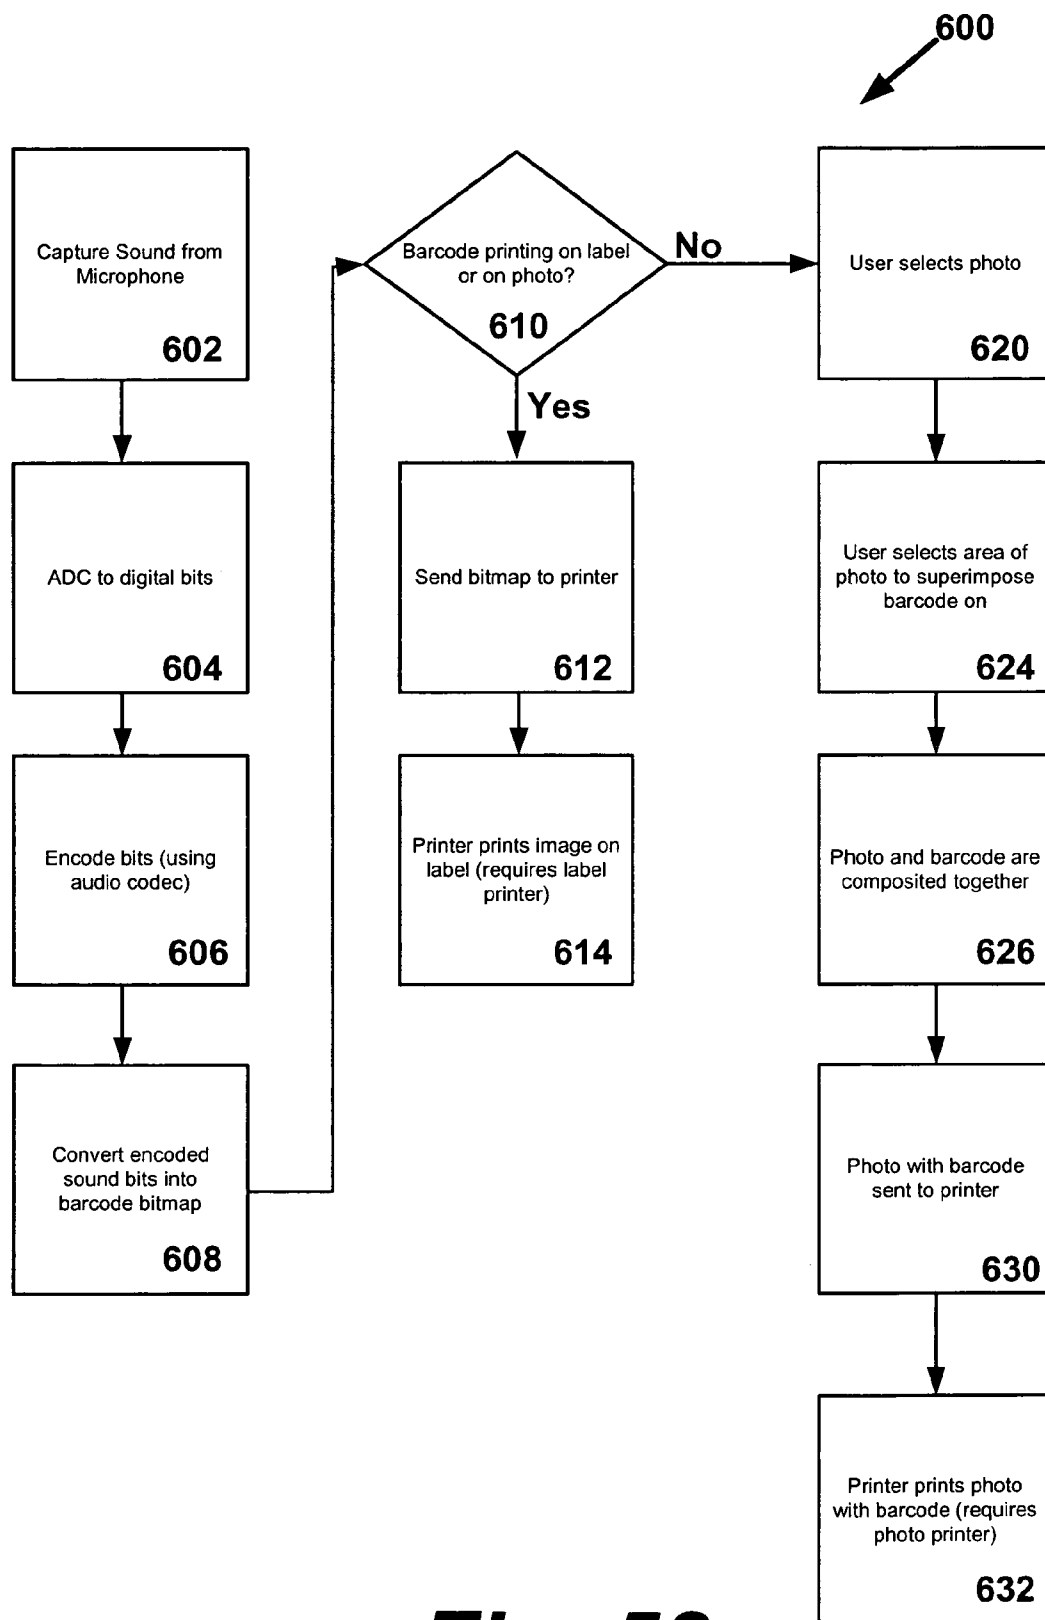 600
Capture Sound from
Microphone
602
ADC to digital bits
604
Encode bits (using
audio codec)
606
Convert encoded
sound bits into
barcode bitmap
608
Barcode printing on label
or on photo?
610
No
Yes
Send bitmap to printer
612
Printer prints image on
label (requires label
printer)
614
User selects photo
620
User selects area of
photo to superimpose
barcode on
624
Photo and barcode are
composited together
626
Photo with barcode
sent to printer
630
Printer prints photo
with barcode (requires
photo printer)
632